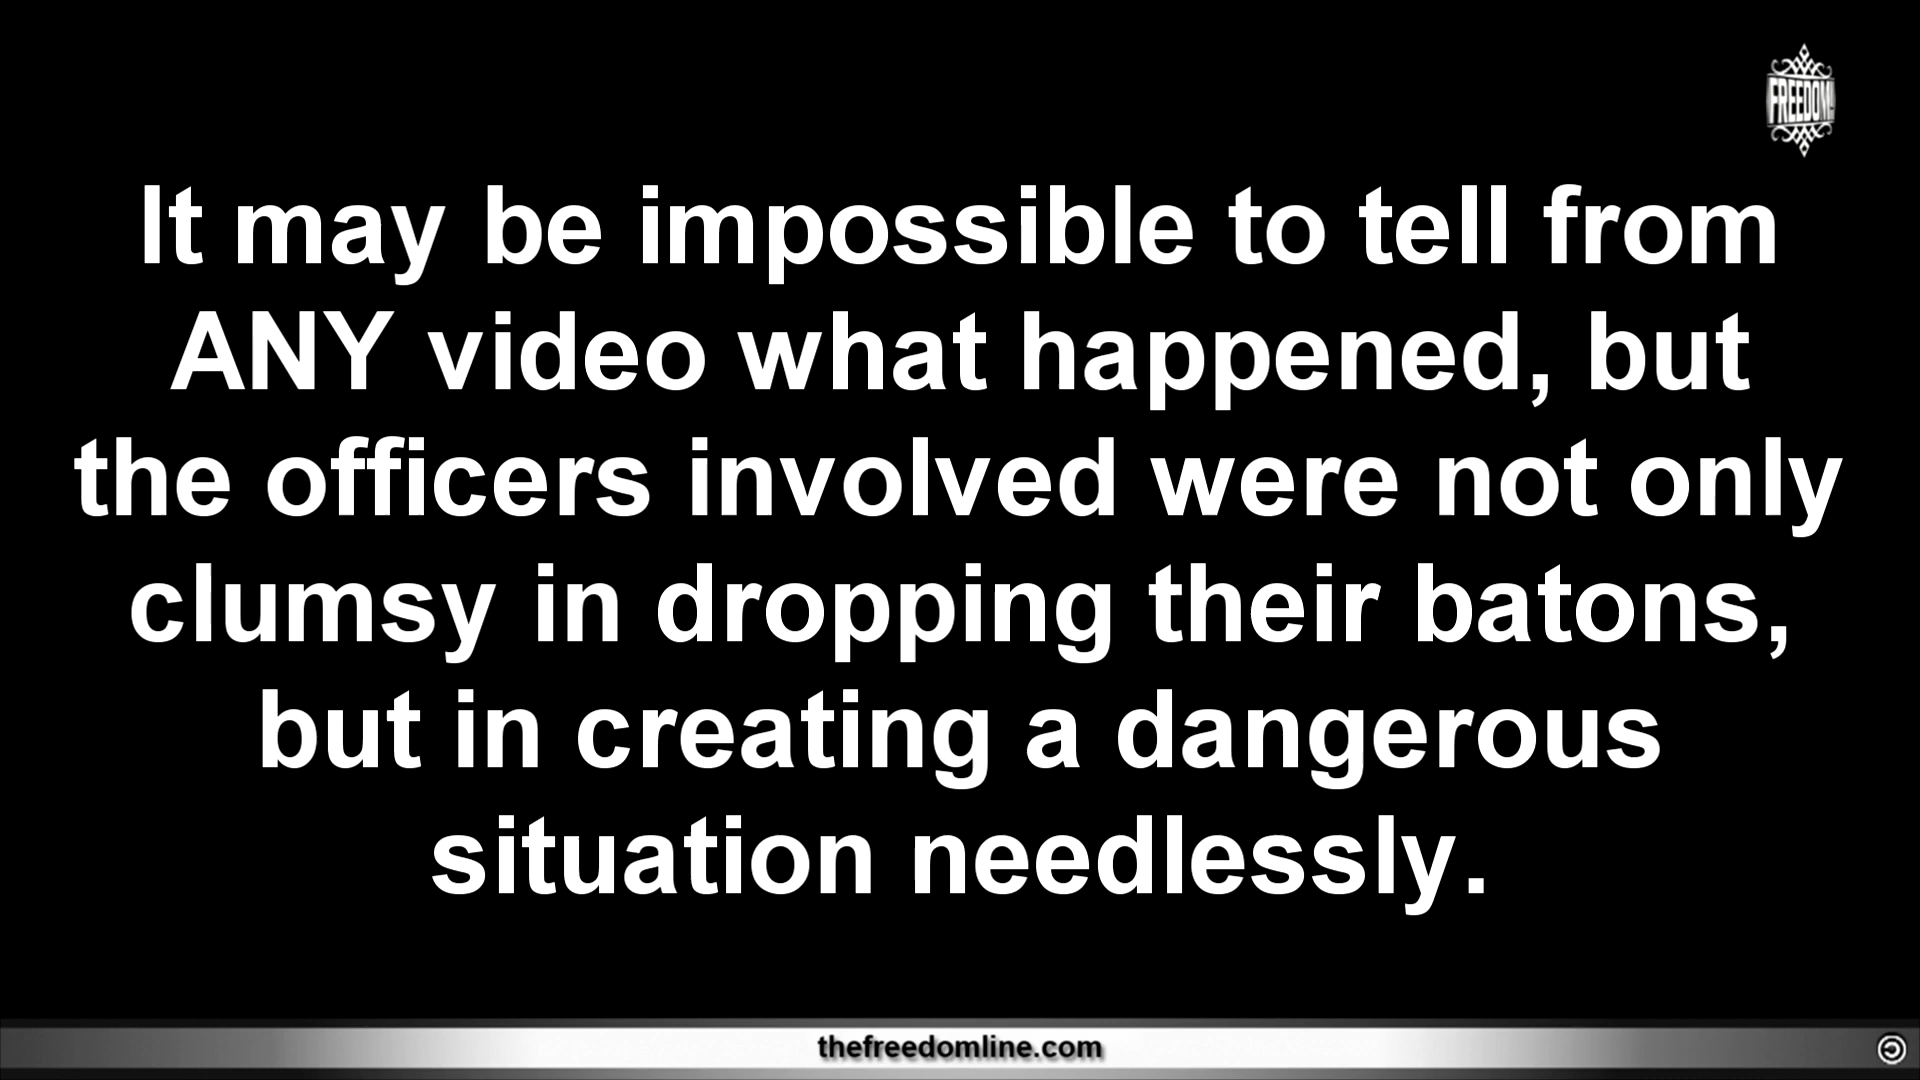 FREEDOM!
It may be impossible to tell from
ANY video what happened, but
the officers involved were not only
clumsy in dropping their batons,
but in creating a dangerous
situation needlessly.
thefreedomline.com